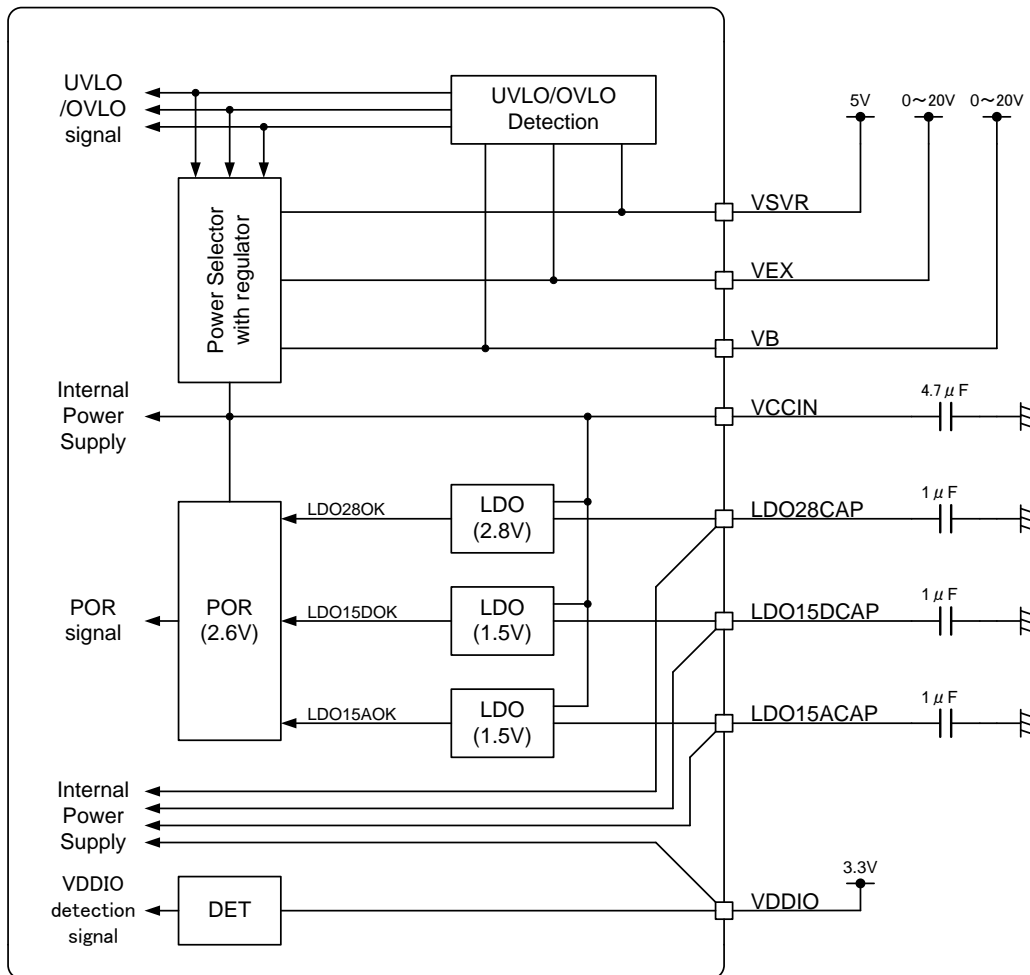 UVLO
/OVLO
signal
UVLO/OVLO
Detection
5V
0～20V
0～20V
Power Selector
with regulator
VSVR
VEX
VB
Internal
Power
Supply
VCCIN
4.7μF
LDO28OK
LDO
(2.8V)
LDO28CAP
1μF
POR
signal
POR
(2.6V)
LDO15DOK
LDO
(1.5V)
LDO15DCAP
1μF
LDO15AOK
LDO
(1.5V)
LDO15ACAP
1μF
Internal
Power
Supply
VDDIO
detection
signal
DET
VDDIO
3.3V